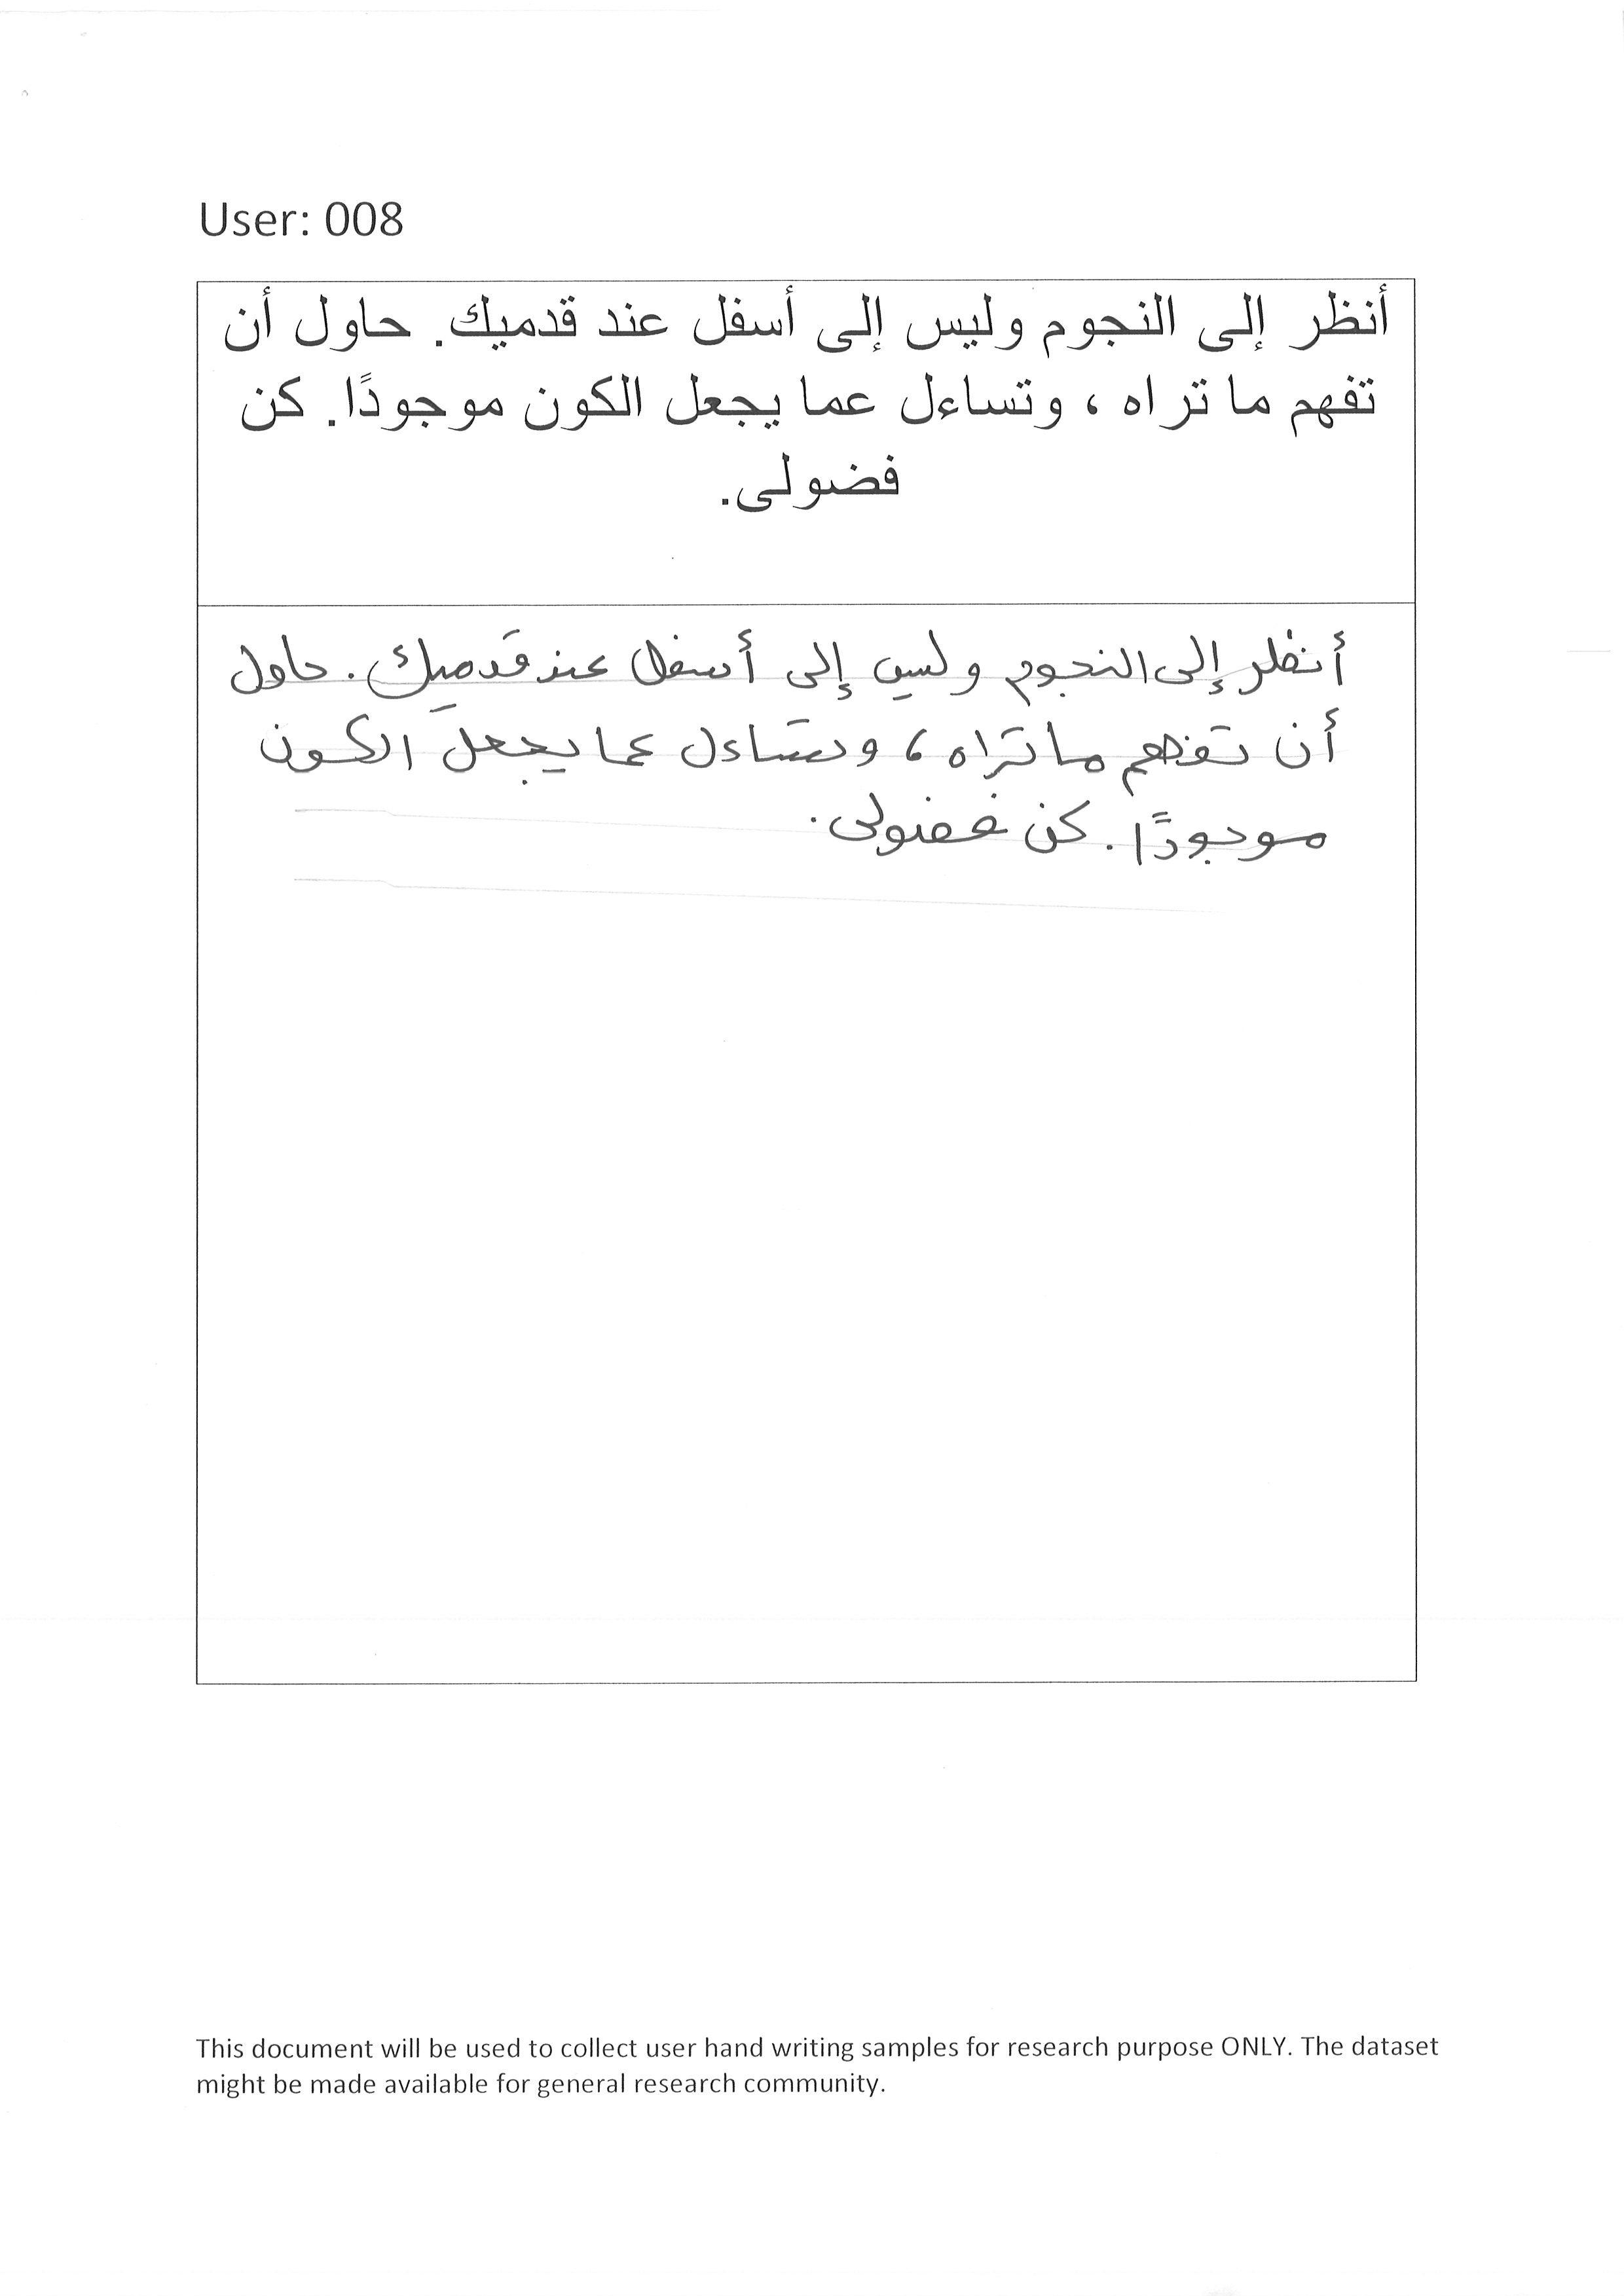 User: 008
أنظر إلى النجوم وليس إلى أسفل عند قدميك. حاول أن
تفهم ما تراه ، وتساءل عما يجعل الكون موجودًا. كن
فضولى.
أنظر إلى النجوم وليس إلى أسفل عند قدميك. حاول
أن تفهم ما تراه ، وتساءل عما يجعل الكون
موجودًا. كن فضولى.
This document will be used to collect user hand writing samples for research purpose ONLY. The dataset
might be made available for general research community.